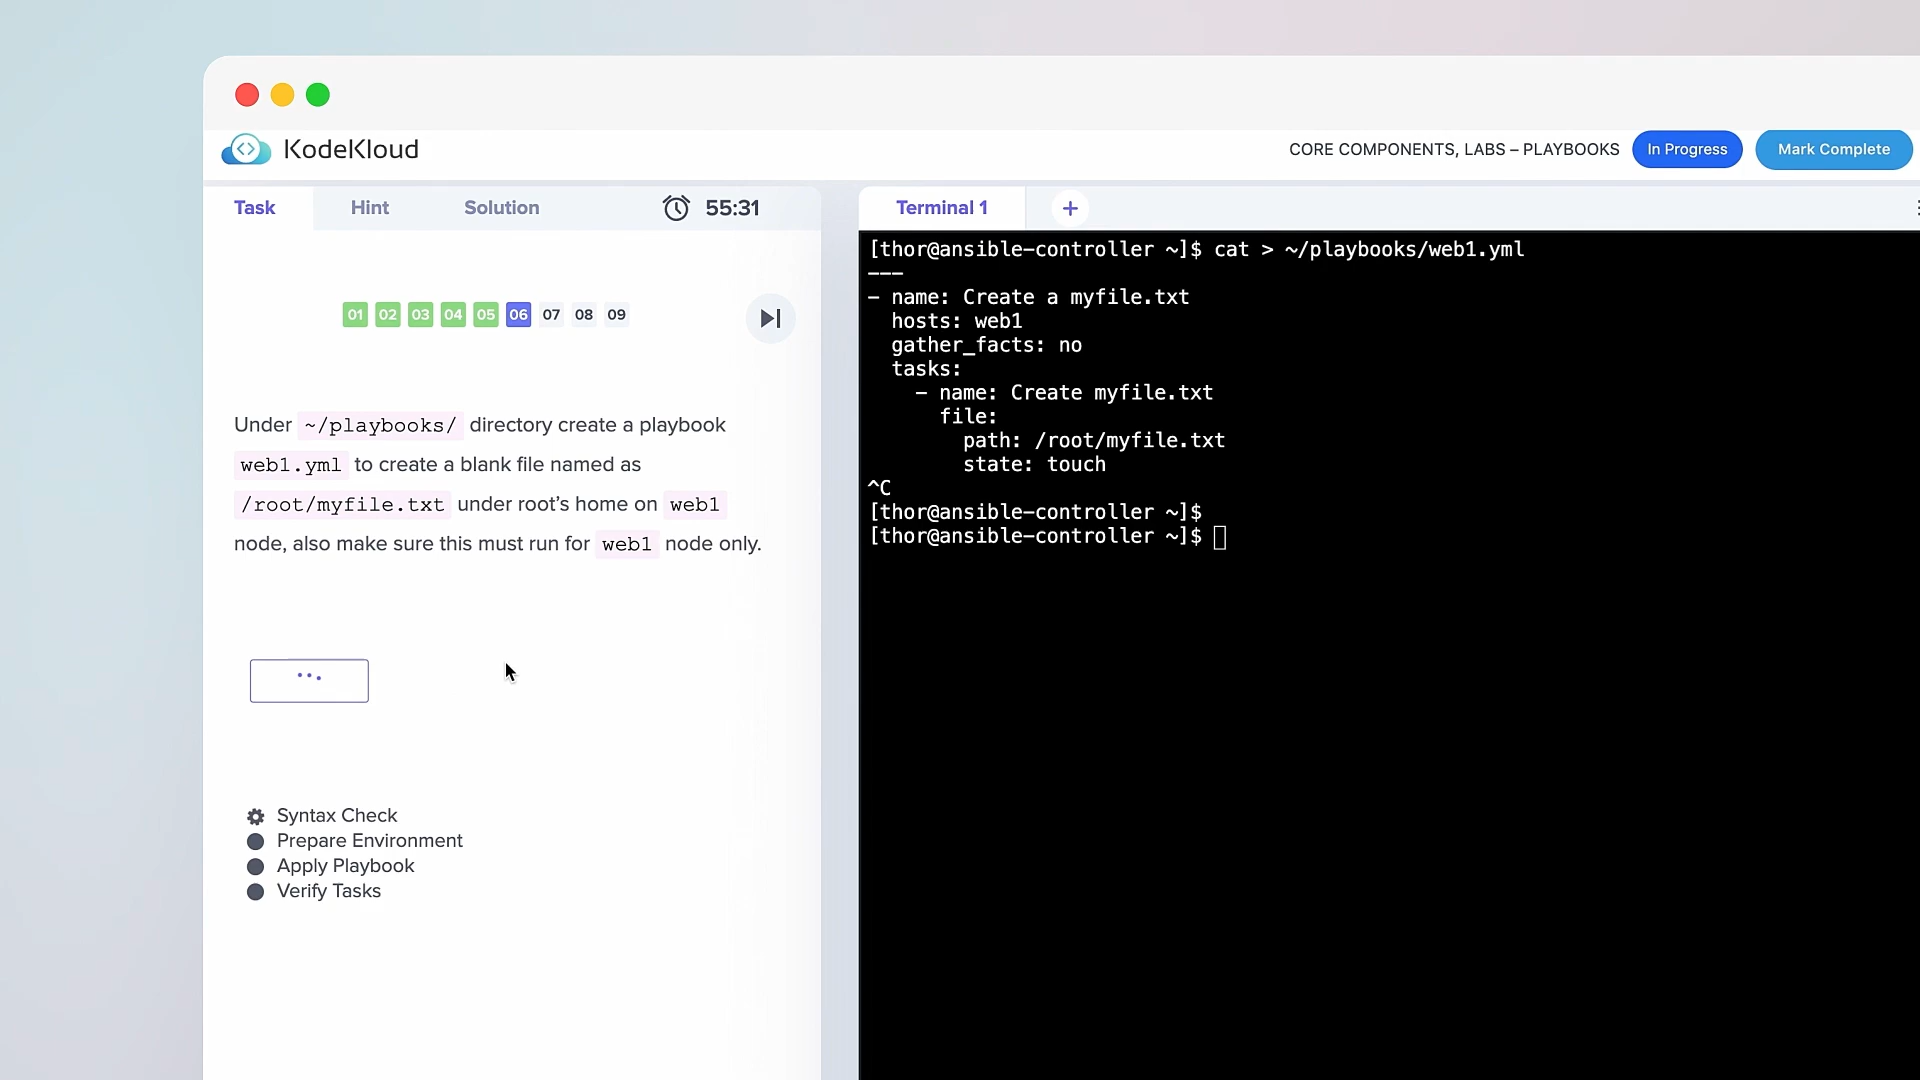 KodeKloud
CORE COMPONENTS, LABS – PLAYBOOKS
In Progress
Mark Complete
Task
Hint
Solution
55:31
Terminal 1
+
01 02 03 04 05 06 07 08 09
Under ~/playbooks/ directory create a playbook
web1.yml to create a blank file named as
/root/myfile.txt under root's home on web1
node, also make sure this must run for web1 node only.
Syntax Check
Prepare Environment
Apply Playbook
Verify Tasks
[thor@ansible-controller ~]$ cat > ~/playbooks/web1.yml
---
- name: Create a myfile.txt
  hosts: web1
  gather_facts: no
  tasks:
    - name: Create myfile.txt
      file:
        path: /root/myfile.txt
        state: touch
^C
[thor@ansible-controller ~]$
[thor@ansible-controller ~]$